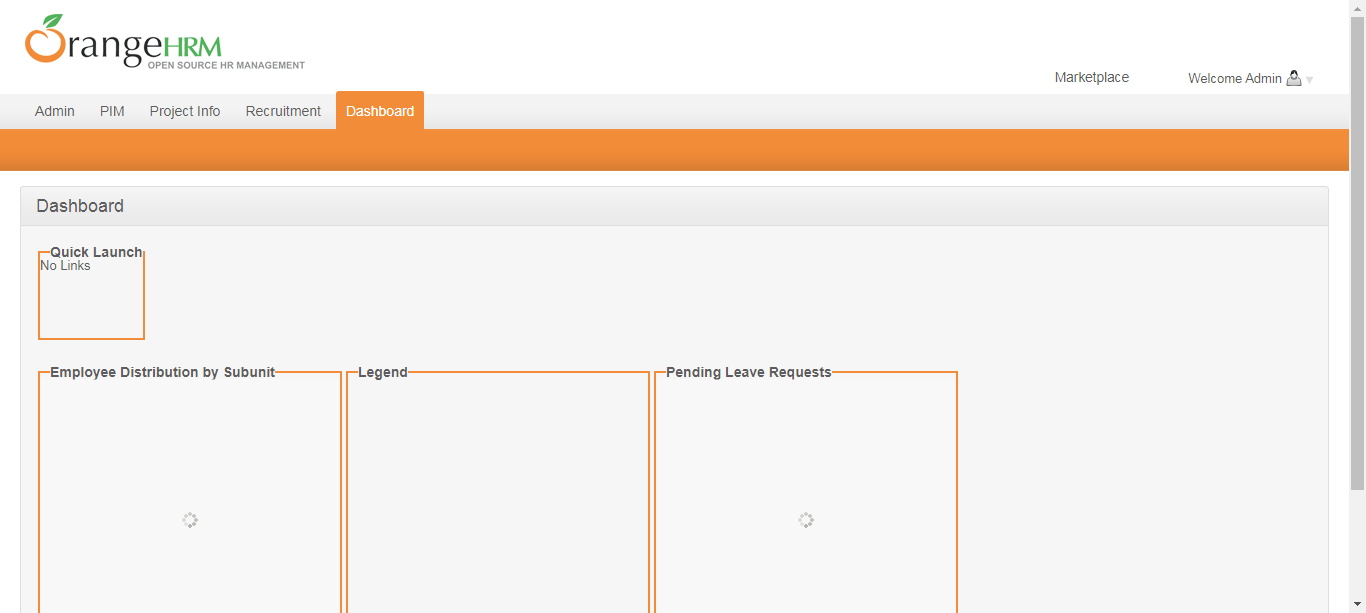 OrangeHRM
OPEN SOURCE HR MANAGEMENT
Marketplace
Welcome Admin
Admin PIM Project Info Recruitment Dashboard
Dashboard
Quick Launch
No Links
Employee Distribution by Subunit
Legend
Pending Leave Requests